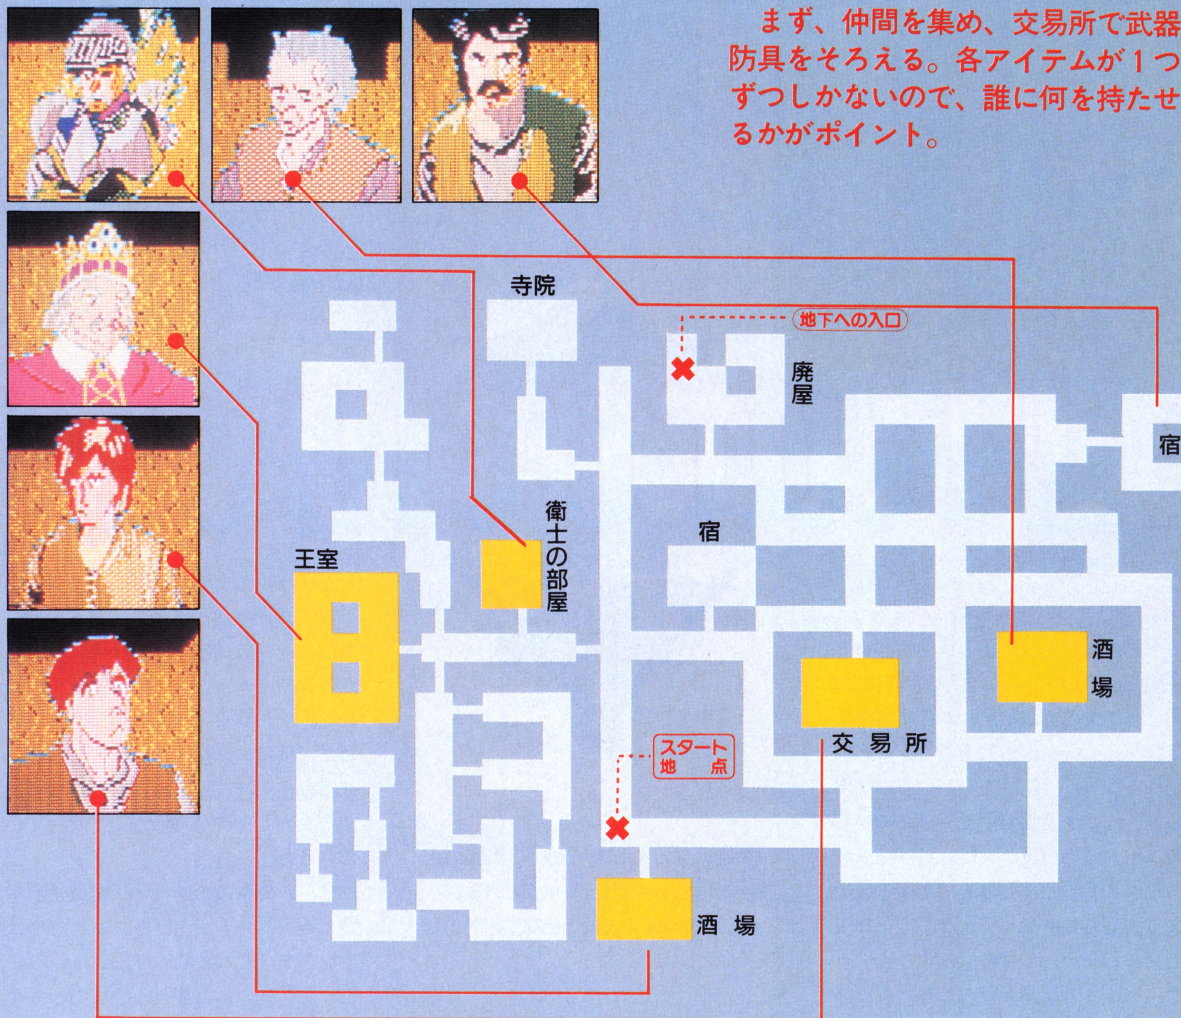 まず、仲間を集め、交易所で武器
防具をそろえる。各アイテムが1つ
ずつしかないので、誰に何を持たせ
るかがポイント。
寺院
地下への入口
廃屋
宿
衛士の部屋
宿
王室
酒場
交易所
スタート
地点
酒場